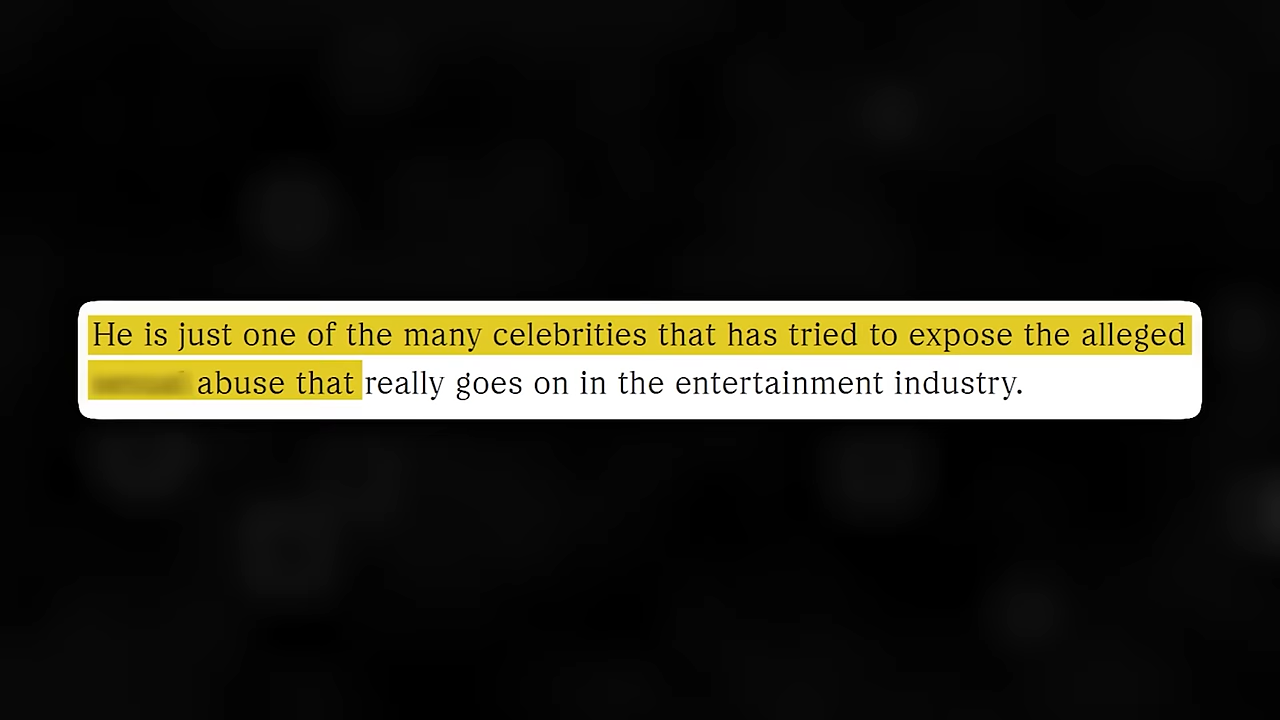 He is just one of the many celebrities that has tried to expose the alleged
abuse that really goes on in the entertainment industry.